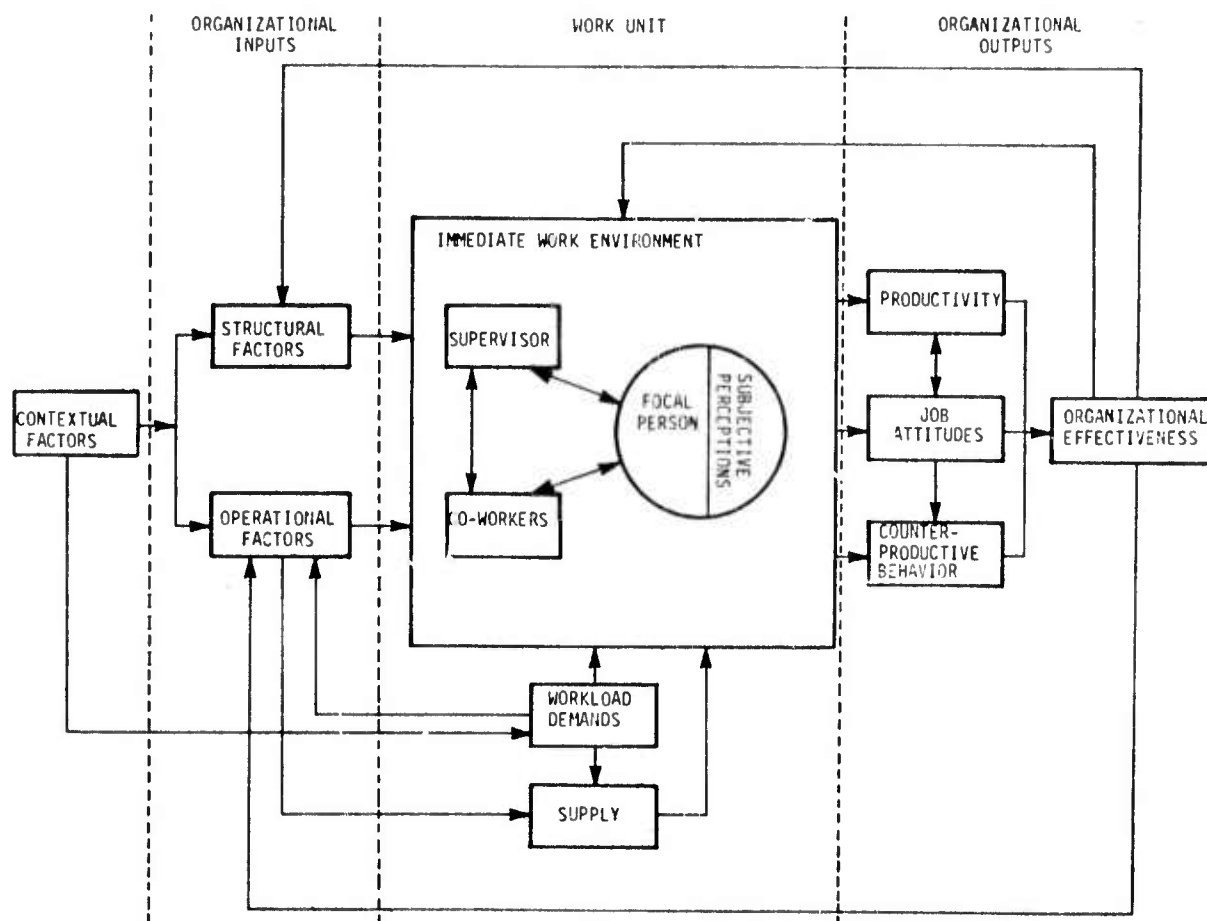 ORGANIZATIONAL
INPUTS
WORK UNIT
ORGANIZATIONAL
OUTPUTS
IMMEDIATE WORK ENVIRONMENT
STRUCTURAL
FACTORS
SUPERVISOR
PRODUCTIVITY
CONTEXTUAL
FACTORS
FOCAL
PERSON
SUBJECTIVE
PERCEPTIONS
JOB
ATTITUDES
ORGANIZATIONAL
EFFECTIVENESS
OPERATIONAL
FACTORS
CO-WORKERS
COUNTER-
PRODUCTIVE
BEHAVIOR
WORKLOAD
DEMANDS
SUPPLY